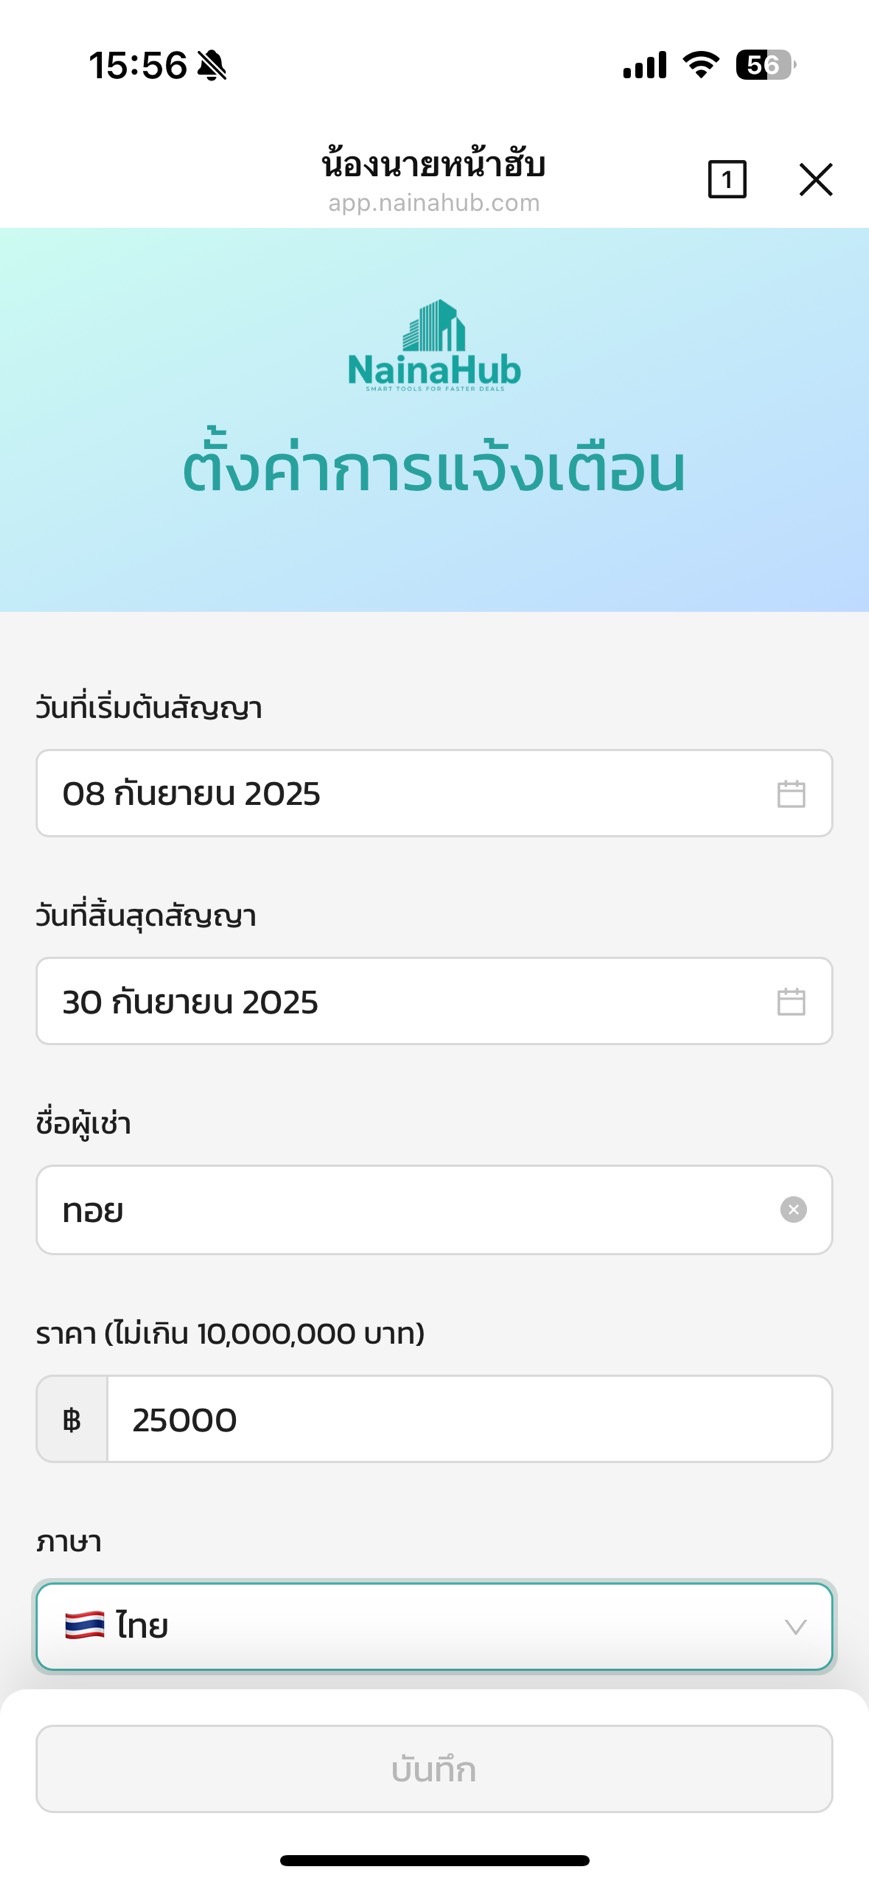 15:56
56
น้องนายหน้าฮับ
app.nainahub.com
1
NainaHub
SMART TOOLS FOR FASTER DEALS
ตั้งค่าการแจ้งเตือน
วันที่เริ่มต้นสัญญา
08 กันยายน 2025
วันที่สิ้นสุดสัญญา
30 กันยายน 2025
ชื่อผู้เช่า
ทอย
ราคา (ไม่เกิน 10,000,000 บาท)
฿ 25000
ภาษา
ไทย
บันทึก